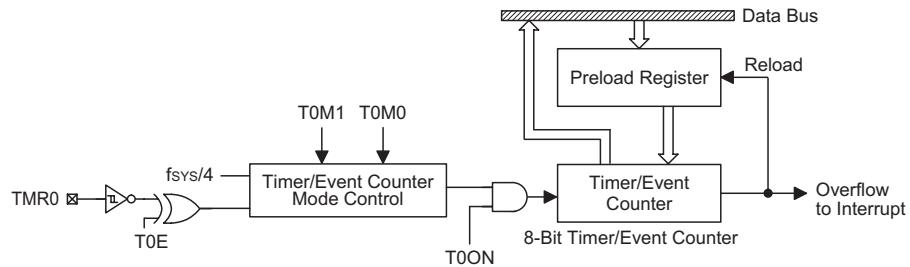 Data Bus
Preload Register
Reload
T0M1
T0M0
fSYS/4
Timer/Event Counter
Mode Control
TMR0
T0E
T0ON
Timer/Event
Counter
8-Bit Timer/Event Counter
Overflow
to Interrupt